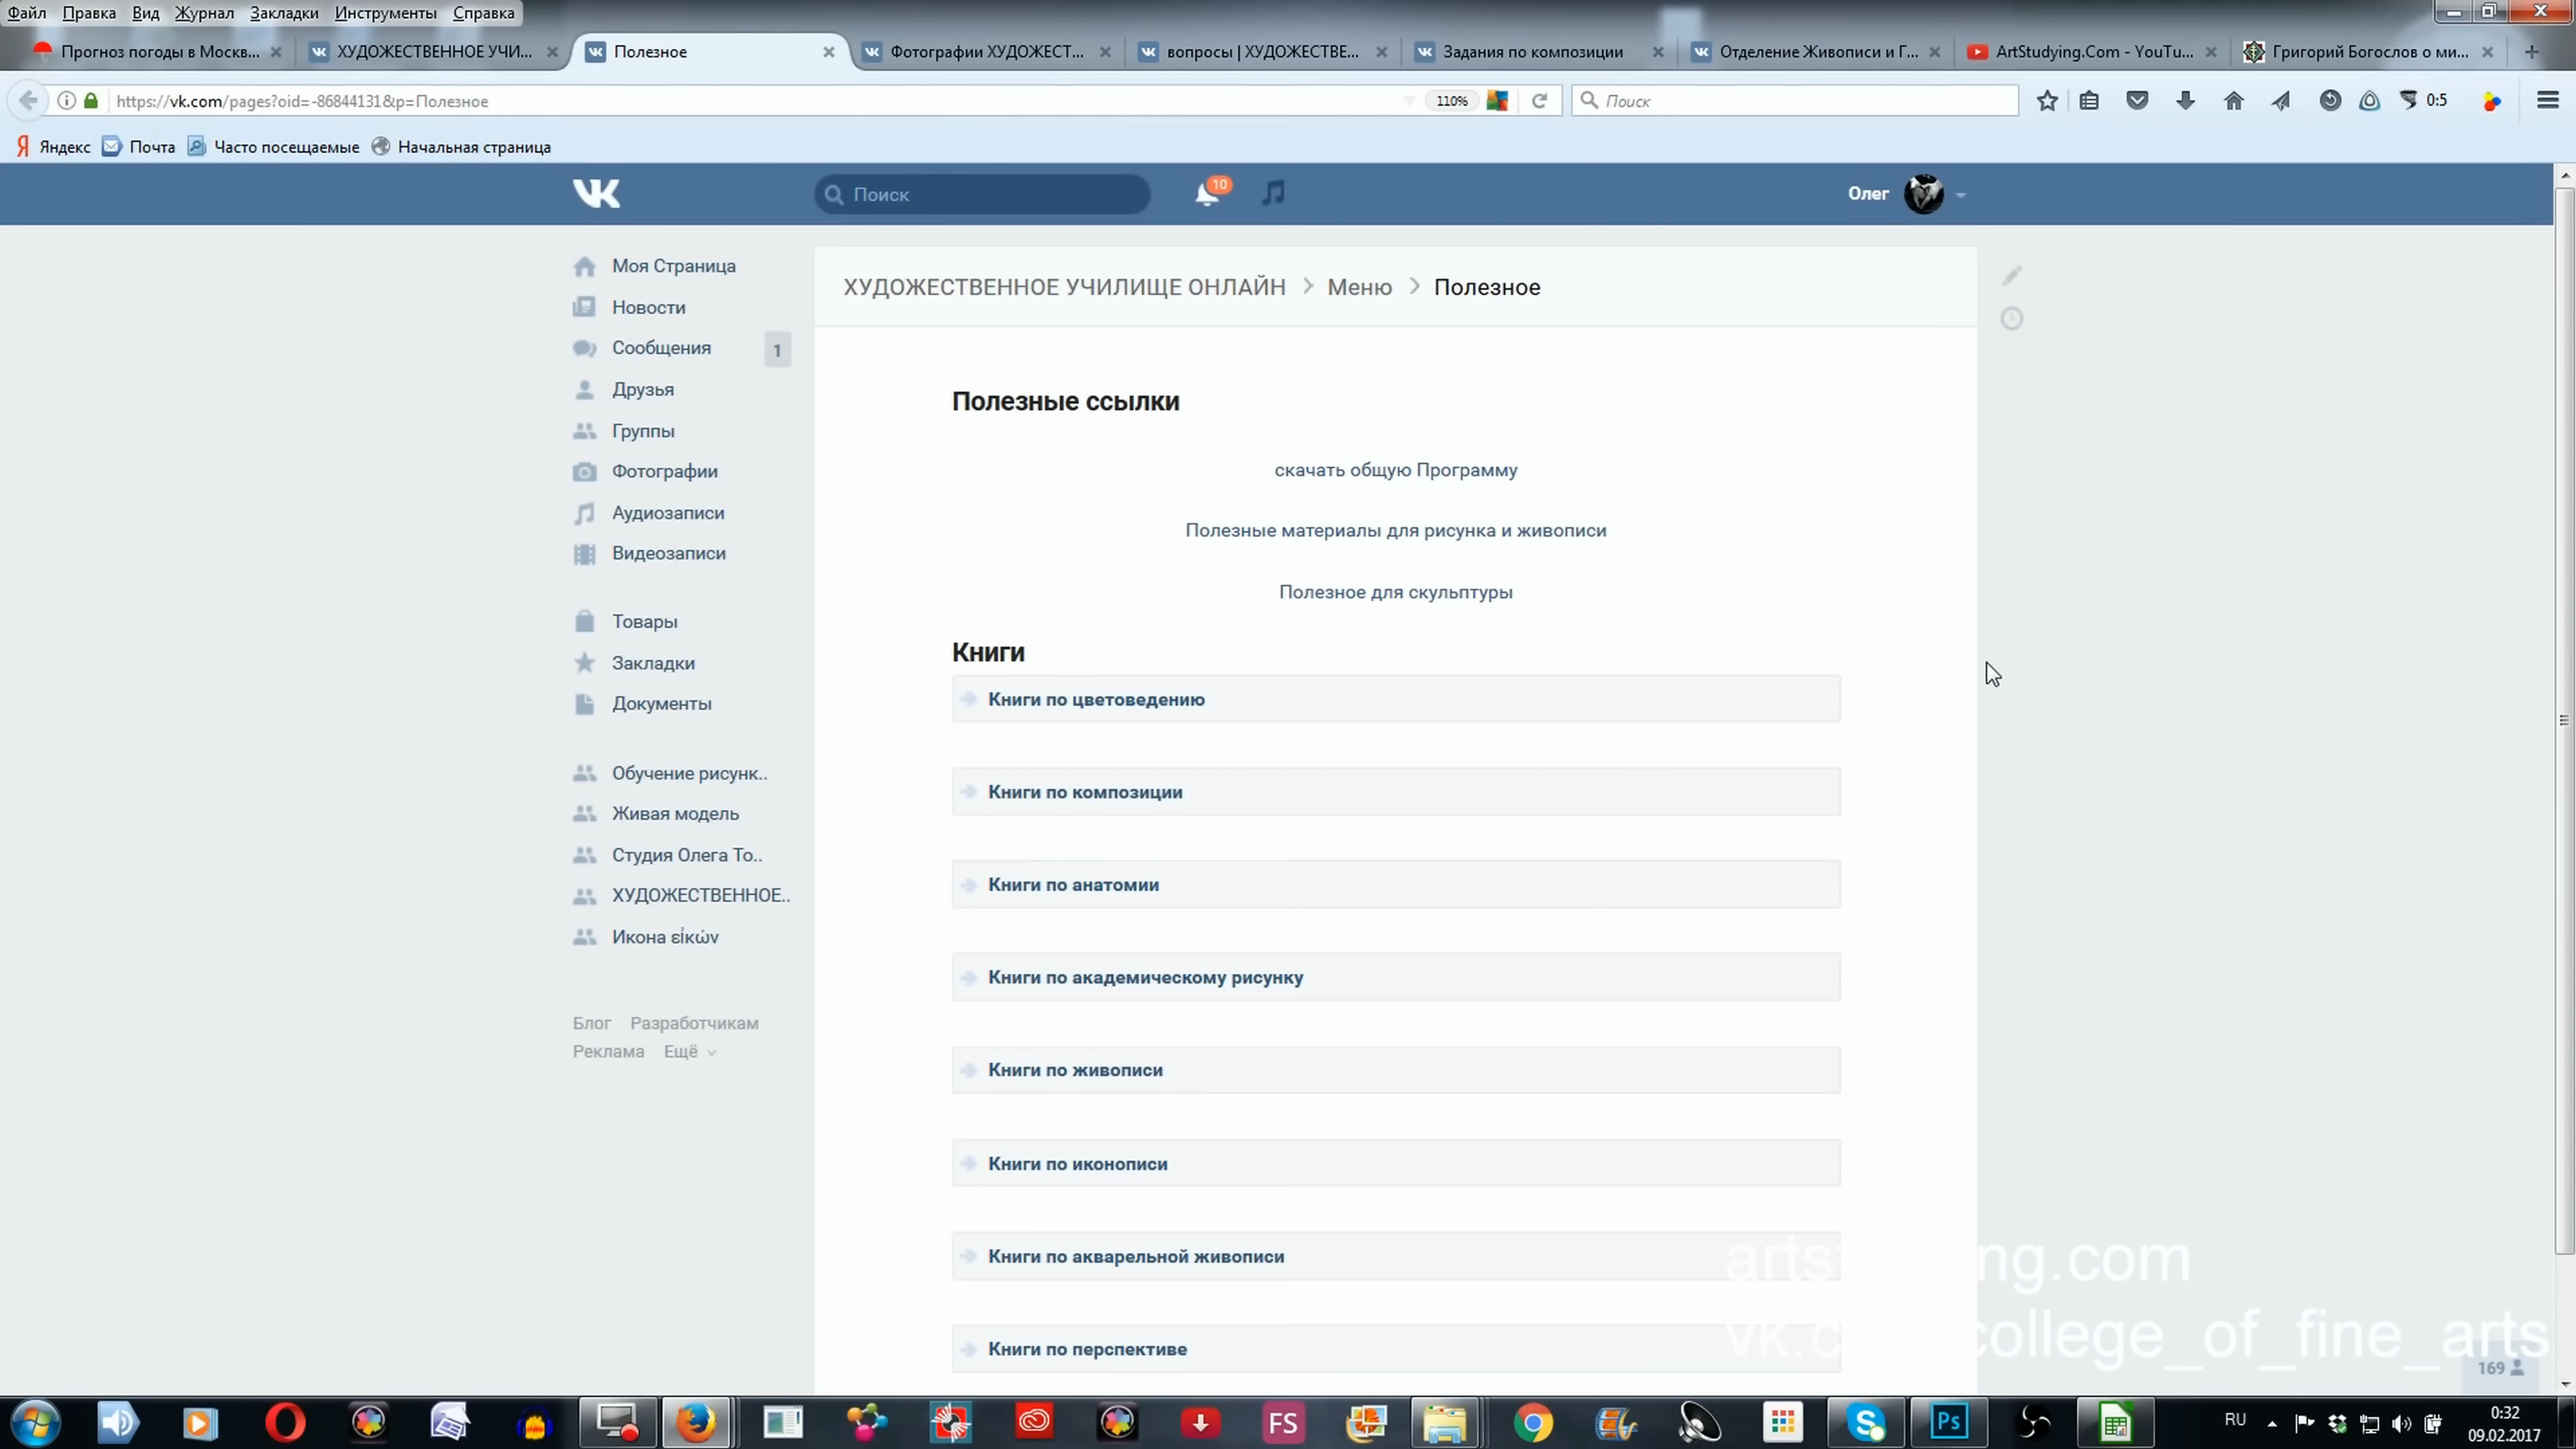 Файл Правка Вид Журнал Закладки Инструменты Справка
Прогноз погоды в Москв... ХУДОЖЕСТВЕННОЕ УЧИ... Полезное Фотографии ХУДОЖЕСТ... вопросы | ХУДОЖЕСТВЕ... Задания по композиции Отделение Живописи и Г... ArtStudying.Com - YouTu... Григорий Богослов о ми...
https://vk.com/pages?oid=-86844131&p=Полезное 110% Поиск 0:5
Яндекс Почта Часто посещаемые Начальная страница
Поиск 10 Олег
Моя Страница
Новости
Сообщения 1
Друзья
Группы
Фотографии
Аудиозаписи
Видеозаписи
Товары
Закладки
Документы
Обучение рисунк..
Живая модель
Студия Олега То..
ХУДОЖЕСТВЕННОЕ..
Икона εἰκών
Блог Разработчикам
Реклама Ещё
ХУДОЖЕСТВЕННОЕ УЧИЛИЩЕ ОНЛАЙН Меню Полезное
Полезные ссылки
скачать общую Программу
Полезные материалы для рисунка и живописи
Полезное для скульптуры
Книги
Книги по цветоведению
Книги по композиции
Книги по анатомии
Книги по академическому рисунку
Книги по живописи
Книги по иконописи
Книги по акварельной живописи
Книги по перспективе
college_of_fine_arts
169
FS Ps RU 0:32
09.02.2017